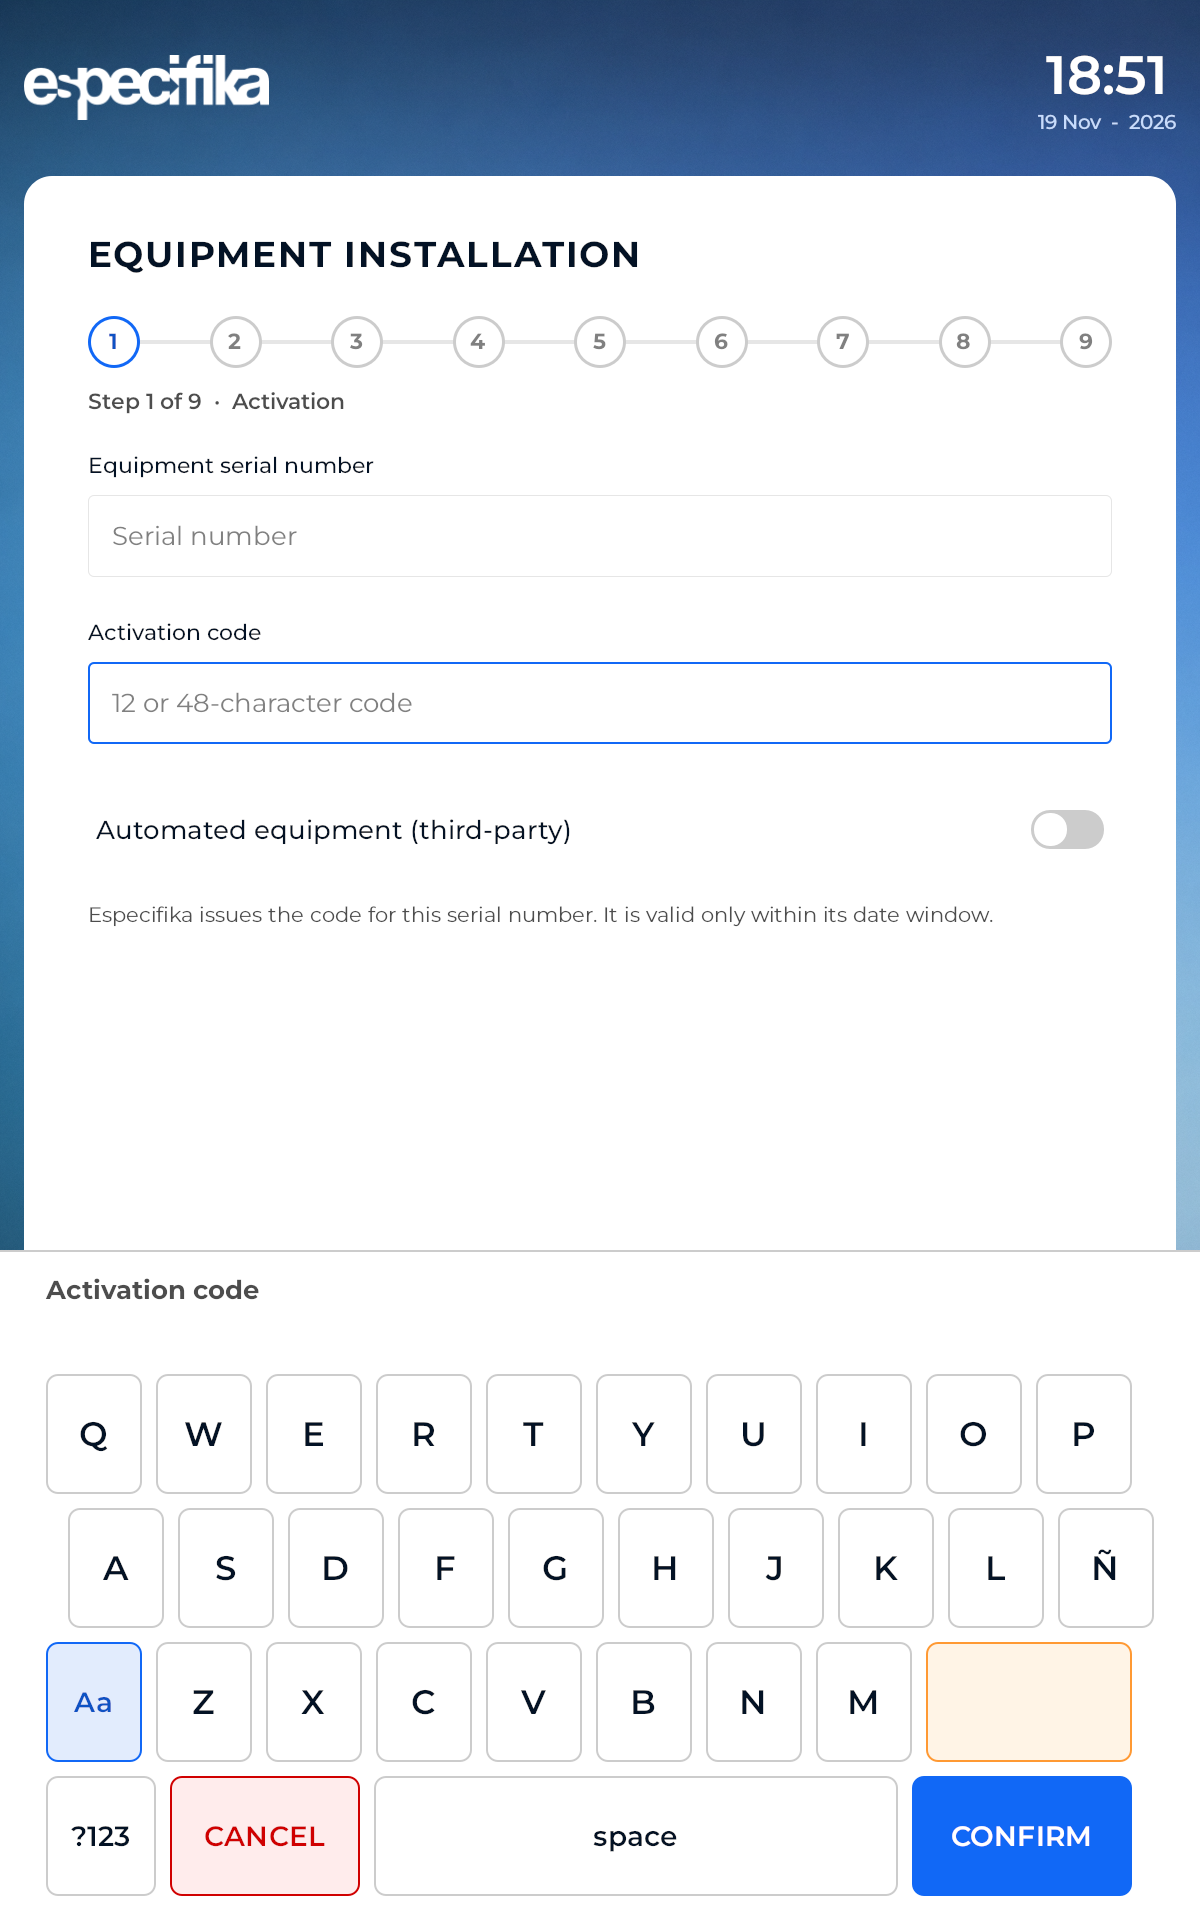 especifika
18:51
19 Nov - 2026
EQUIPMENT INSTALLATION
1 2 3 4 5 6 7 8 9
Step 1 of 9 · Activation
Equipment serial number
Serial number
Activation code
12 or 48-character code
Automated equipment (third-party)
Especifika issues the code for this serial number. It is valid only within its date window.
Activation code
Q W E R T Y U I O P
A S D F G H J K L Ñ
Aa Z X C V B N M
?123 CANCEL space CONFIRM